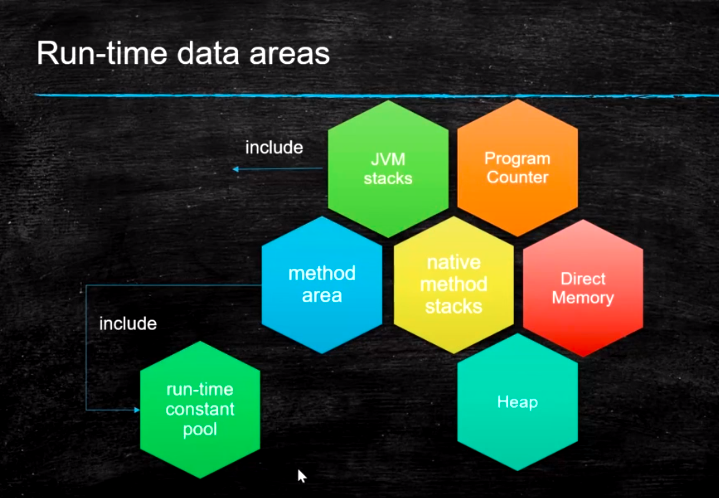 Run-time data areas
include
JVM
stacks
Program
Counter
method
area
native
method
stacks
Direct
Memory
include
run-time
constant
pool
Heap